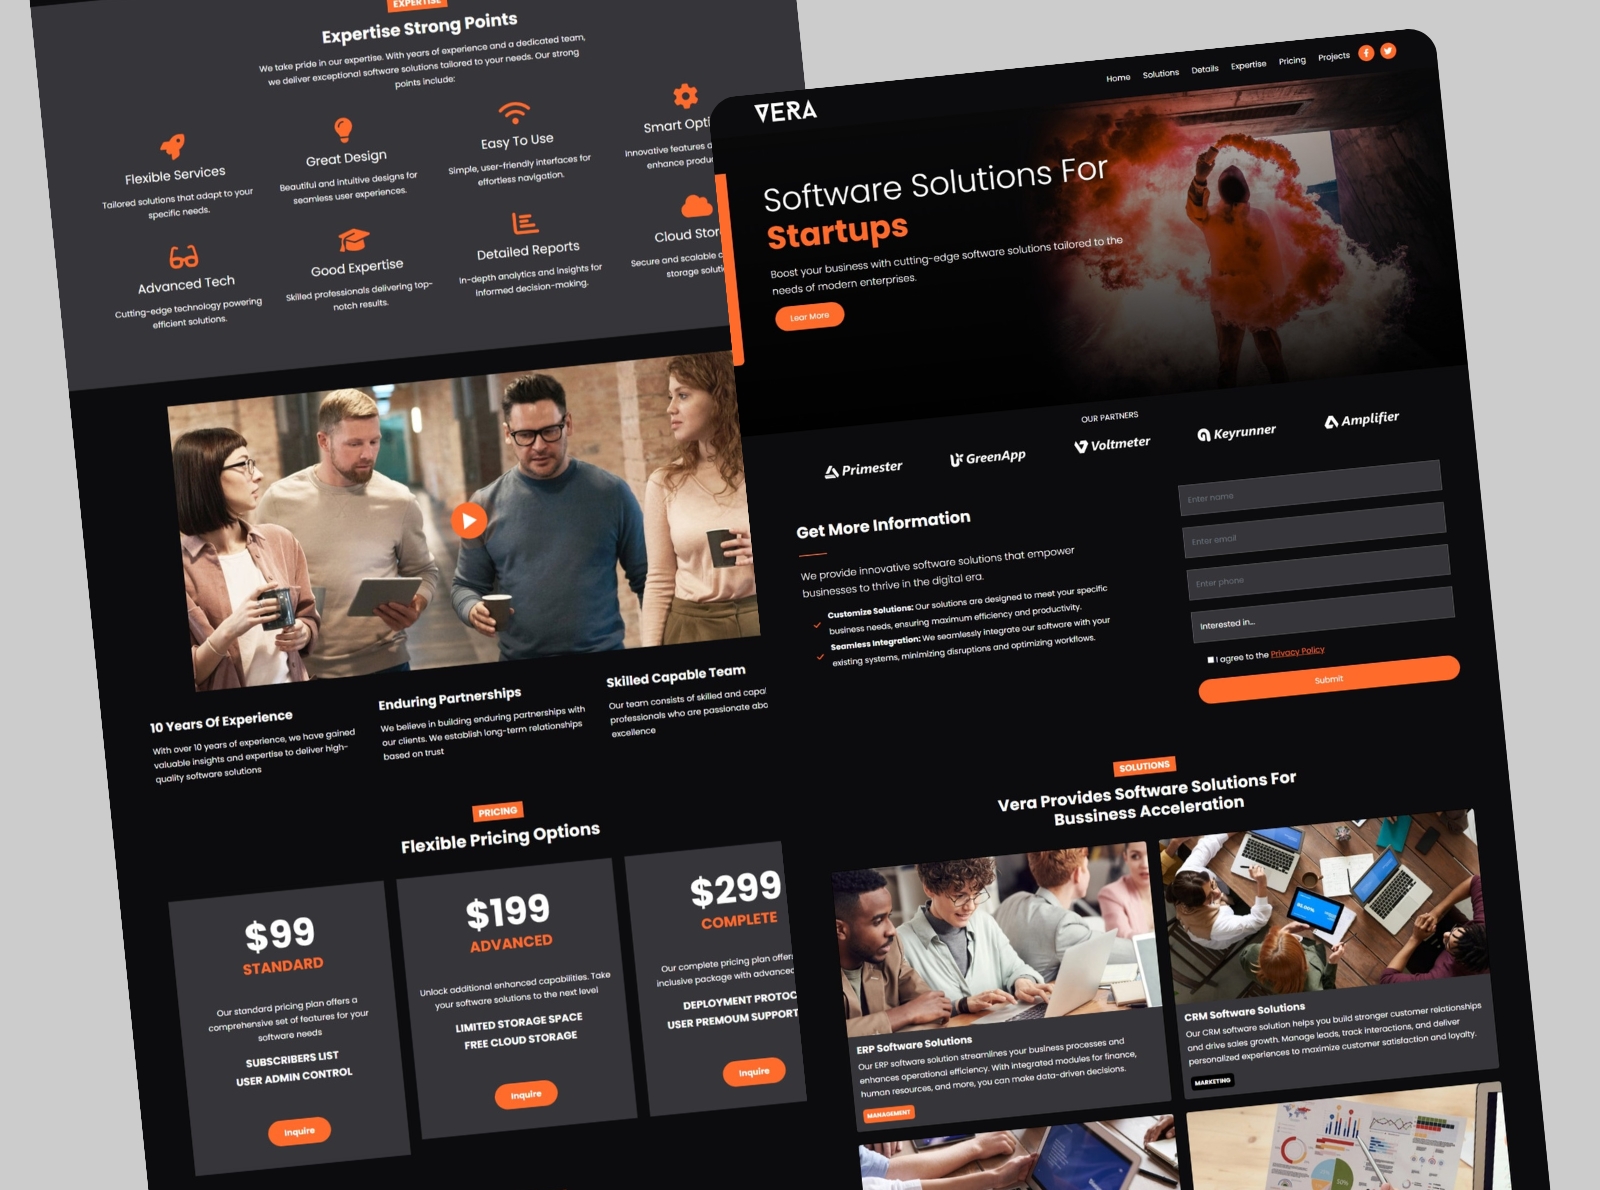 EXPERTISE
Expertise Strong Points
We take pride in our expertise. With years of experience and a dedicated team,
we deliver exceptional software solutions tailored to your needs. Our strong
points include:
Flexible Services
Tailored solutions that adapt to your
specific needs.
Great Design
Beautiful and intuitive designs for
seamless user experiences.
Easy To Use
Simple, user-friendly interfaces for
effortless navigation.
Smart Opti
Innovative features
enhance produ
Advanced Tech
Cutting-edge technology powering
efficient solutions.
Good Expertise
Skilled professionals delivering top-
notch results.
Detailed Reports
In-depth analytics and insights for
informed decision-making.
Cloud Stor
Secure and scalable
storage soluti
10 Years Of Experience
With over 10 years of experience, we have gained
valuable insights and expertise to deliver high-
quality software solutions
Enduring Partnerships
We believe in building enduring partnerships with
our clients. We establish long-term relationships
based on trust
Skilled Capable Team
Our team consists of skilled and capa
professionals who are passionate abo
excellence
PRICING
Flexible Pricing Options
$99
STANDARD
Our standard pricing plan offers a
comprehensive set of features for your
software needs
SUBSCRIBERS LIST
USER ADMIN CONTROL
Inquire
$199
ADVANCED
Unlock additional enhanced capabilities. Take
your software solutions to the next level
LIMITED STORAGE SPACE
FREE CLOUD STORAGE
Inquire
$299
COMPLETE
Our complete pricing plan offers
inclusive package with advanced
DEPLOYMENT PROTOC
USER PREMOUM SUPPORT
Inquire
VERA
Home Solutions Details Expertise Pricing Projects
Software Solutions For
Startups
Boost your business with cutting-edge software solutions tailored to the
needs of modern enterprises.
Lear More
OUR PARTNERS
Primester GreenApp Voltmeter Keyrunner Amplifier
Get More Information
We provide innovative software solutions that empower
businesses to thrive in the digital era.
Customize Solutions: Our solutions are designed to meet your specific
business needs, ensuring maximum efficiency and productivity.
Seamless Integration: We seamlessly integrate our software with your
existing systems, minimizing disruptions and optimizing workflows.
Enter name
Enter email
Enter phone
Interested in...
I agree to the Privacy Policy
Submit
SOLUTIONS
Vera Provides Software Solutions For
Bussiness Acceleration
ERP Software Solutions
Our ERP software solution streamlines your business processes and
enhances operational efficiency. With integrated modules for finance,
human resources, and more, you can make data-driven decisions.
MANAGEMENT
CRM Software Solutions
Our CRM software solution helps you build stronger customer relationships
and drive sales growth. Manage leads, track interactions, and deliver
personalized experiences to maximize customer satisfaction and loyalty.
MARKETING